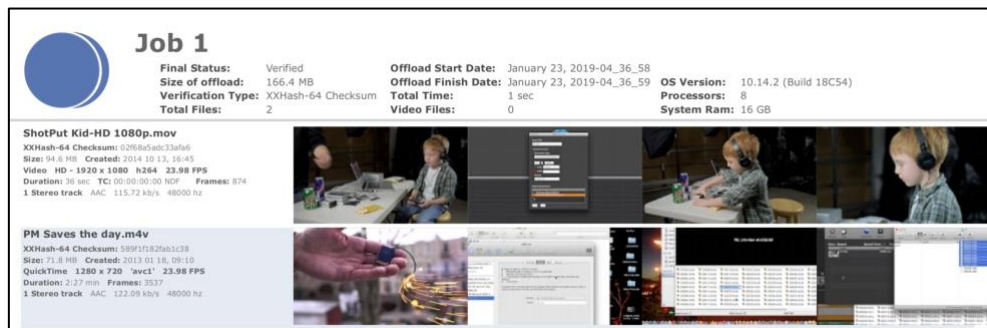 Job 1
Final Status: Verified
Size of offload: 166.4 MB
Verification Type: XXHash-64 Checksum
Total Files: 2
Offload Start Date: January 23, 2019-04_36_58
Offload Finish Date: January 23, 2019-04_36_59
Total Time: 1 sec
Video Files: 0
OS Version: 10.14.2 (Build 18C54)
Processors: 8
System Ram: 16 GB
ShotPut Kid-HD 1080p.mov
XXHash-64 Checksum: 02f68a5adc33afa6
Size: 94.6 MB Created: 2014 10 13, 16:45
Video HD - 1920 x 1080 h264 23.98 FPS
Duration: 36 sec TC: 00:00:00:00 NDF Frames: 874
1 Stereo track AAC 115.72 kb/s 48000 hz
PM Saves the day.m4v
XXHash-64 Checksum: 589f1f182fab1c38
Size: 71.8 MB Created: 2013 01 18, 09:10
QuickTime 1280 x 720 'avc1' 23.98 FPS
Duration: 2:27 min Frames: 3537
1 Stereo track AAC 122.09 kb/s 48000 hz